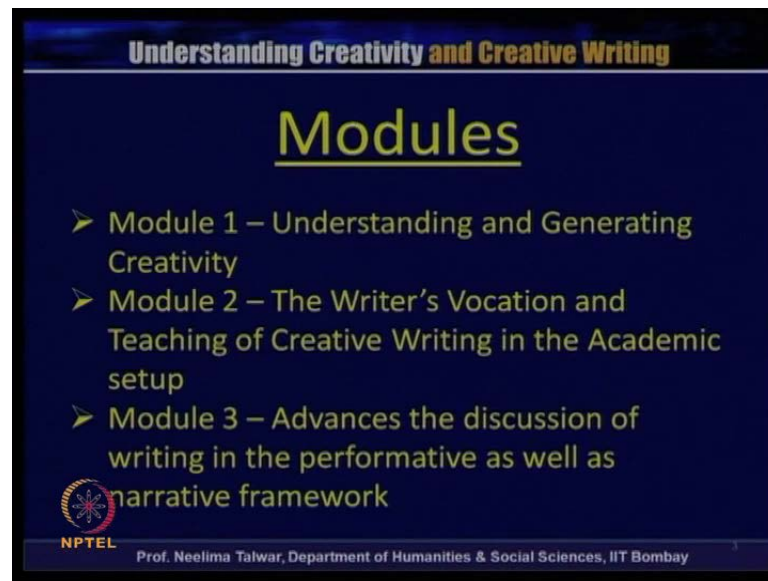 Understanding Creativity and Creative Writing
Modules
➢ Module 1 – Understanding and Generating
Creativity
➢ Module 2 – The Writer's Vocation and
Teaching of Creative Writing in the Academic
setup
➢ Module 3 – Advances the discussion of
writing in the performative as well as
narrative framework
NPTEL
Prof. Neelima Talwar, Department of Humanities & Social Sciences, IIT Bombay
3